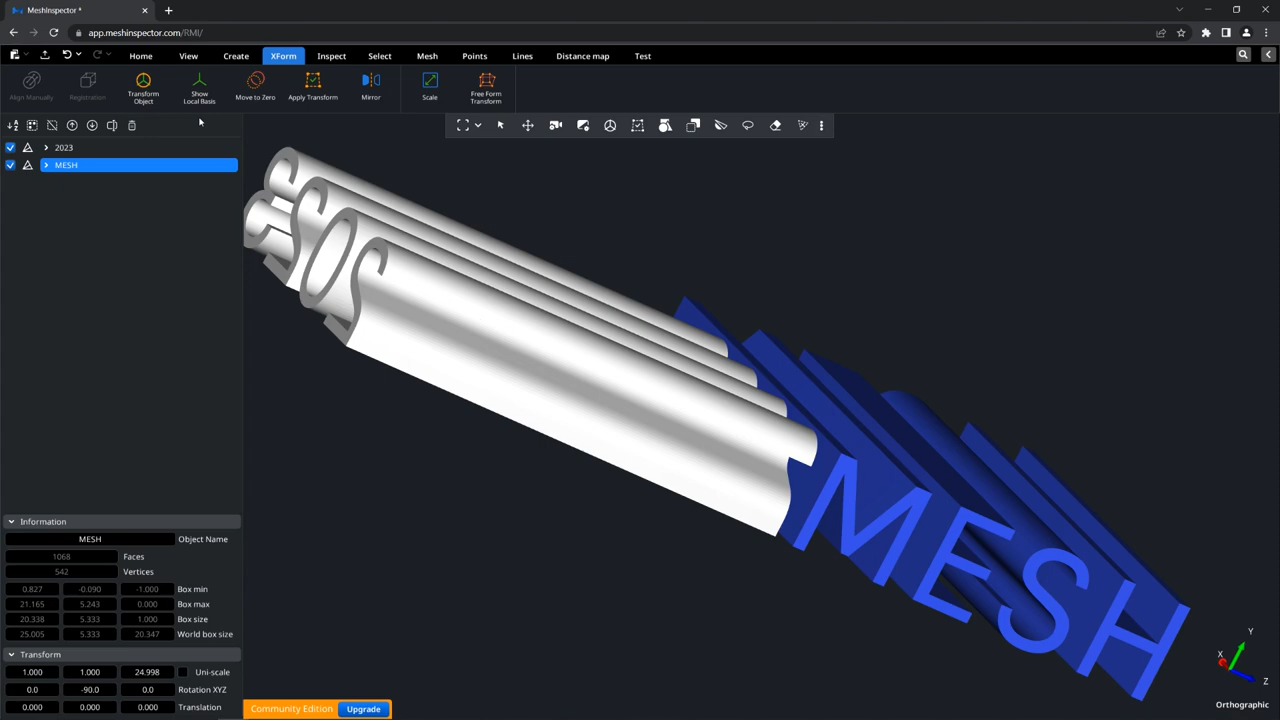 MeshInspector *
app.meshinspector.com/RMI/
Home View Create XForm Inspect Select Mesh Points Lines Distance map Test
Align Manually Registration Transform Object Show Local Basis Move to Zero Apply Transform Mirror Scale Free Form Transform
2023
MESH
MESH
Information
MESH Object Name
1068 Faces
542 Vertices
0.827 -0.090 -1.000 Box min
21.165 5.243 0.000 Box max
20.338 5.333 1.000 Box size
25.005 5.333 20.347 World box size
Transform
1.000 1.000 24.998 Uni-scale
0.0 -90.0 0.0 Rotation XYZ
0.000 0.000 0.000 Translation
Community Edition Upgrade
Y
X
Z
Orthographic